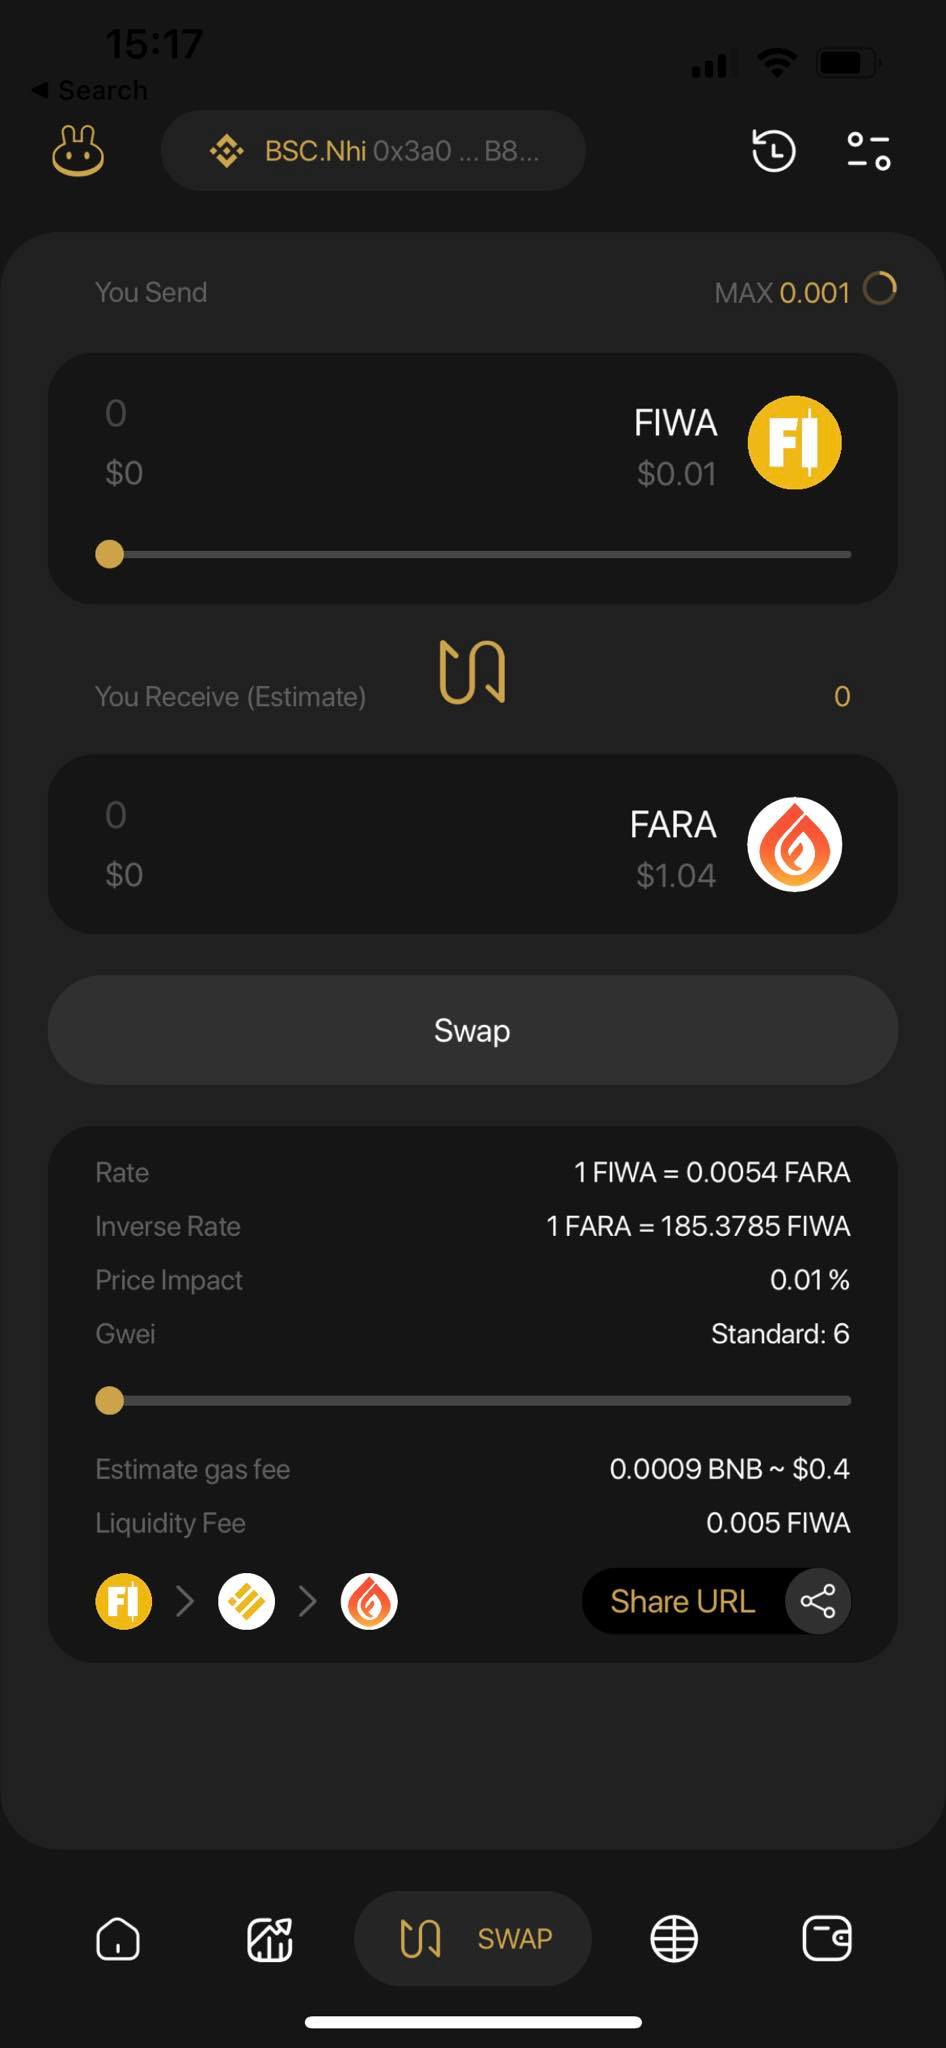 15:17
◀ Search
BSC.Nhi 0x3a0 ... B8...
You Send
MAX 0.001
0
FIWA
$0
$0.01
You Receive (Estimate)
0
0
FARA
$0
$1.04
Swap
Rate
1 FIWA = 0.0054 FARA
Inverse Rate
1 FARA = 185.3785 FIWA
Price Impact
0.01 %
Gwei
Standard: 6
Estimate gas fee
0.0009 BNB ~ $0.4
Liquidity Fee
0.005 FIWA
Share URL
SWAP